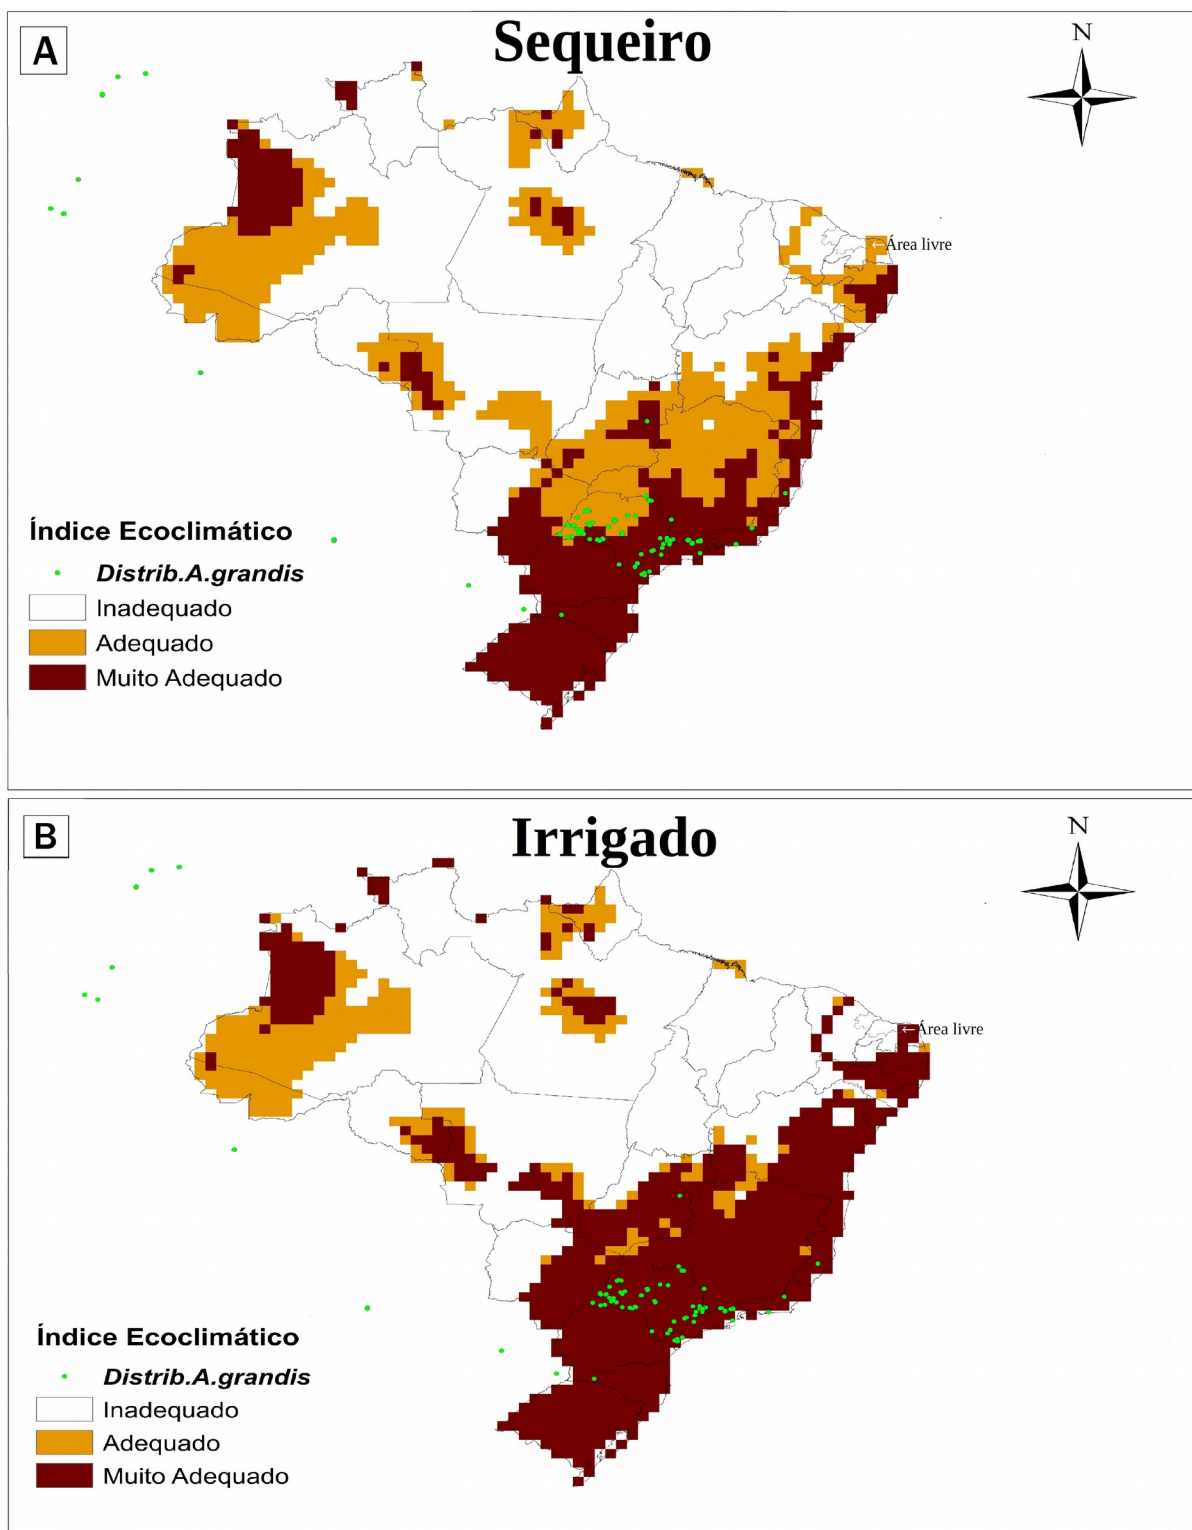 A
Sequeiro
N
←Área livre
Índice Ecoclimático
Distrib.A.grandis
Inadequado
Adequado
Muito Adequado
B
Irrigado
N
←Área livre
Índice Ecoclimático
Distrib.A.grandis
Inadequado
Adequado
Muito Adequado